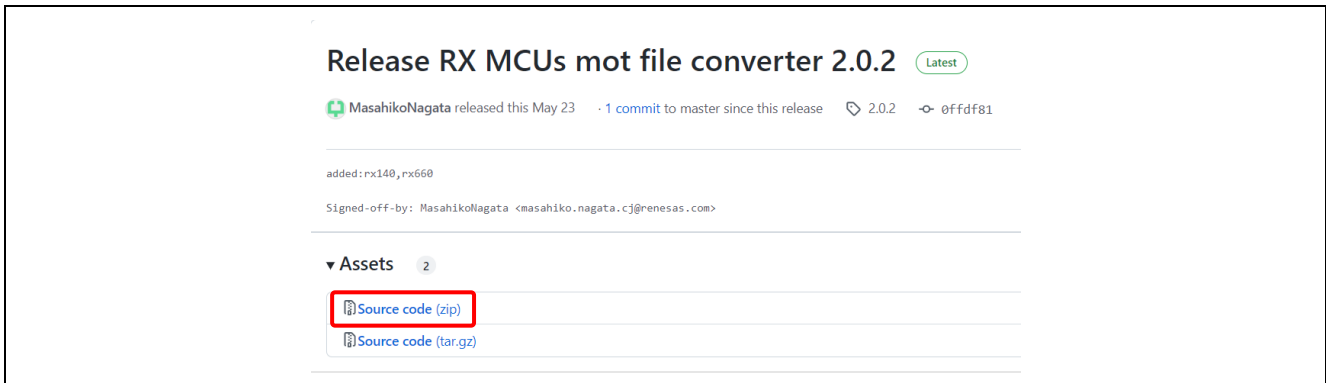 Release RX MCUs mot file converter 2.0.2 Latest
MasahikoNagata released this May 23 · 1 commit to master since this release 2.0.2 0ffdf81
added:rx140,rx660
Signed-off-by: MasahikoNagata <masahiko.nagata.cj@renesas.com>
▾ Assets 2
Source code (zip)
Source code (tar.gz)